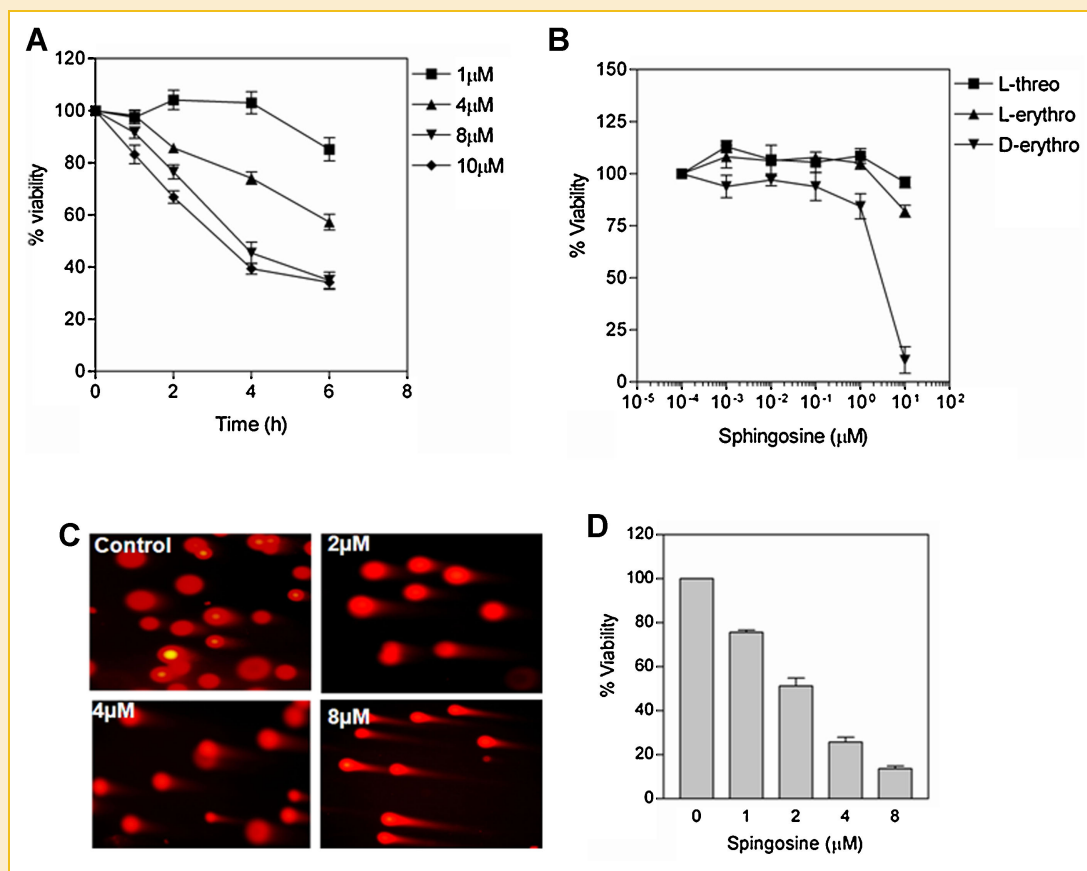 A
120
100
80
60
40
20
0
% viability
0 2 4 6 8
Time (h)
1μM
4μM
8μM
10μM
B
150
125
100
75
50
25
0
% Viability
10-5 10-4 10-3 10-2 10-1 100 101 102
Sphingosine (μM)
L-threo
L-erythro
D-erythro
C
Control
2μM
4μM
8μM
D
120
100
80
60
40
20
0
% Viability
0 1 2 4 8
Spingosine (μM)